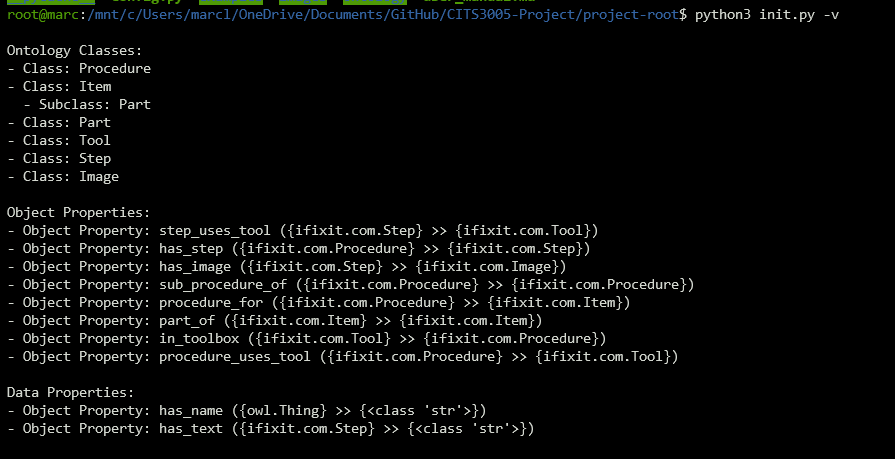 root@marc:/mnt/c/Users/marcl/OneDrive/Documents/GitHub/CITS3005-Project/project-root$ python3 init.py -v
Ontology Classes:
- Class: Procedure
- Class: Item
  - Subclass: Part
- Class: Part
- Class: Tool
- Class: Step
- Class: Image
Object Properties:
- Object Property: step_uses_tool ({ifixit.com.Step} >> {ifixit.com.Tool})
- Object Property: has_step ({ifixit.com.Procedure} >> {ifixit.com.Step})
- Object Property: has_image ({ifixit.com.Step} >> {ifixit.com.Image})
- Object Property: sub_procedure_of ({ifixit.com.Procedure} >> {ifixit.com.Procedure})
- Object Property: procedure_for ({ifixit.com.Procedure} >> {ifixit.com.Item})
- Object Property: part_of ({ifixit.com.Item} >> {ifixit.com.Item})
- Object Property: in_toolbox ({ifixit.com.Tool} >> {ifixit.com.Procedure})
- Object Property: procedure_uses_tool ({ifixit.com.Procedure} >> {ifixit.com.Tool})
Data Properties:
- Object Property: has_name ({owl.Thing} >> {<class 'str'>})
- Object Property: has_text ({ifixit.com.Step} >> {<class 'str'>})